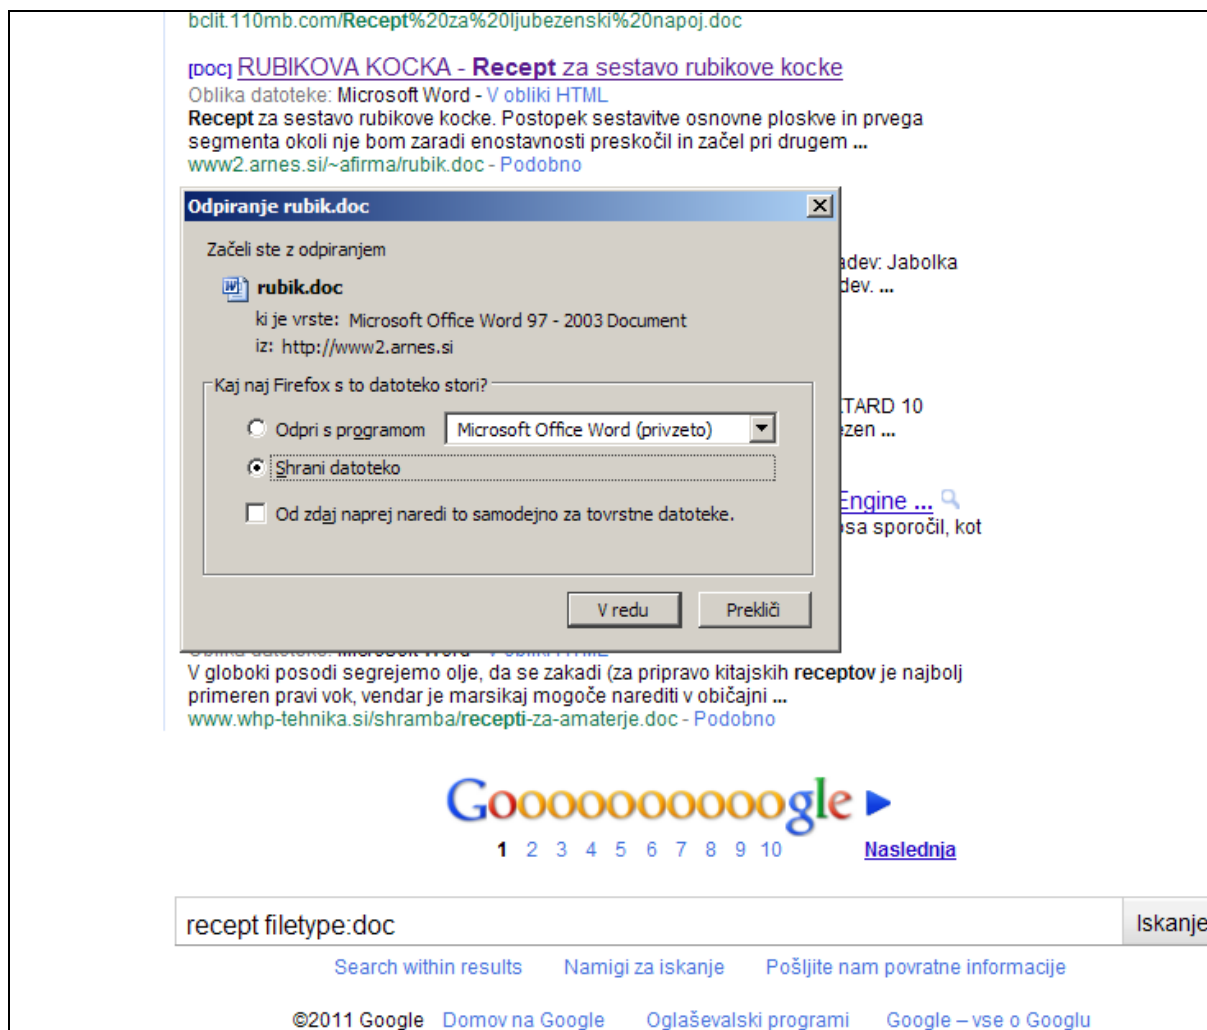 bclit.110mb.com/Recept%20za%20ljubezenski%20napoj.doc
[DOC] RUBIKOVA KOCKA - Recept za sestavo rubikove kocke
Oblika datoteke: Microsoft Word - V obliki HTML
Recept za sestavo rubikove kocke. Postopek sestavitve osnovne ploskve in prvega
segmenta okoli nje bom zaradi enostavnosti preskočil in začel pri drugem ...
www2.arnes.si/~afirma/rubik.doc - Podobno
Odpiranje rubik.doc
Začeli ste z odpiranjem
rubik.doc
ki je vrste: Microsoft Office Word 97 - 2003 Document
iz: http://www2.arnes.si
Kaj naj Firefox s to datoteko stori?
Odpri s programom Microsoft Office Word (privzeto)
Shrani datoteko
Od zdaj naprej naredi to samodejno za tovrstne datoteke.
V redu Prekliči
adev: Jabolka
dev. ...
TARD 10
ezen ...
Engine ...
osa sporočil, kot
Oblika datoteke: Microsoft Word - V obliki HTML
V globoki posodi segrejemo olje, da se zakadi (za pripravo kitajskih receptov je najbolj
primeren pravi vok, vendar je marsikaj mogoče narediti v običajni ...
www.whp-tehnika.si/shramba/recepti-za-amaterje.doc - Podobno
Goooooooooogle
1 2 3 4 5 6 7 8 9 10 Naslednja
recept filetype:doc Iskanje
Search within results Namigi za iskanje Pošljite nam povratne informacije
©2011 Google Domov na Google Oglaševalski programi Google – vse o Googlu